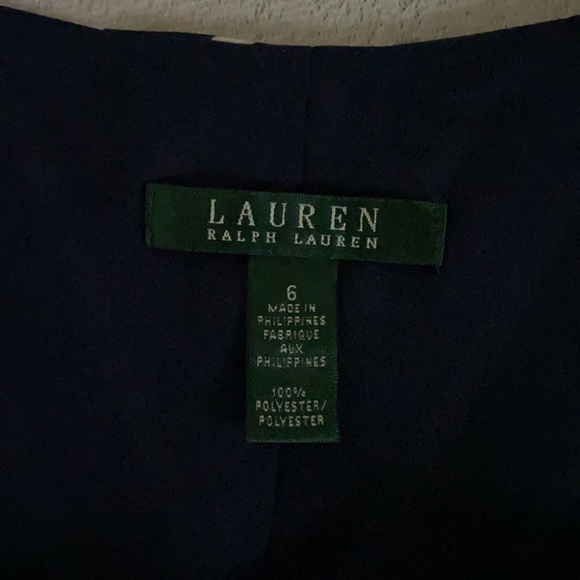 LAUREN
RALPH LAUREN
6
MADE IN
PHILIPPINES
FABRIQUE
AUX
PHILIPPINES
100%
POLYESTER/
POLYESTER